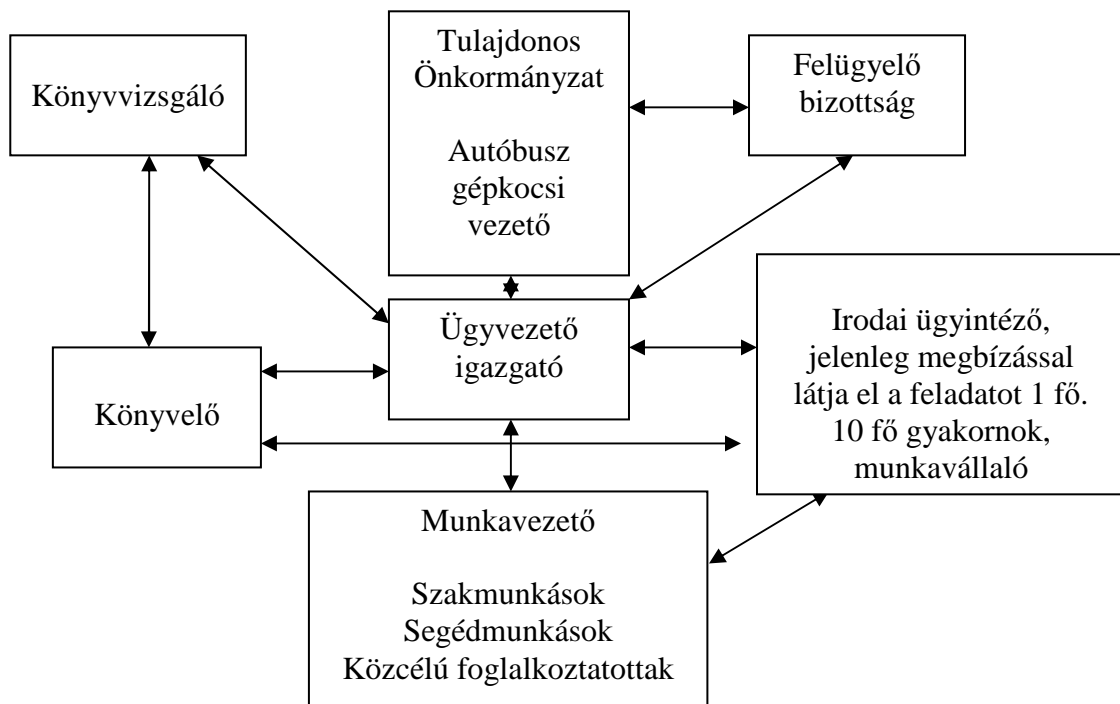 Tulajdonos
Önkormányzat
Autóbusz
gépkocsi
vezető
Könyvvizsgáló
Felügyelő
bizottság
Ügyvezető
igazgató
Irodai ügyintéző,
jelenleg megbízással
látja el a feladatot 1 fő.
10 fő gyakornok,
munkavállaló
Könyvelő
Munkavezető
Szakmunkások
Segédmunkások
Közcélú foglalkoztatottak